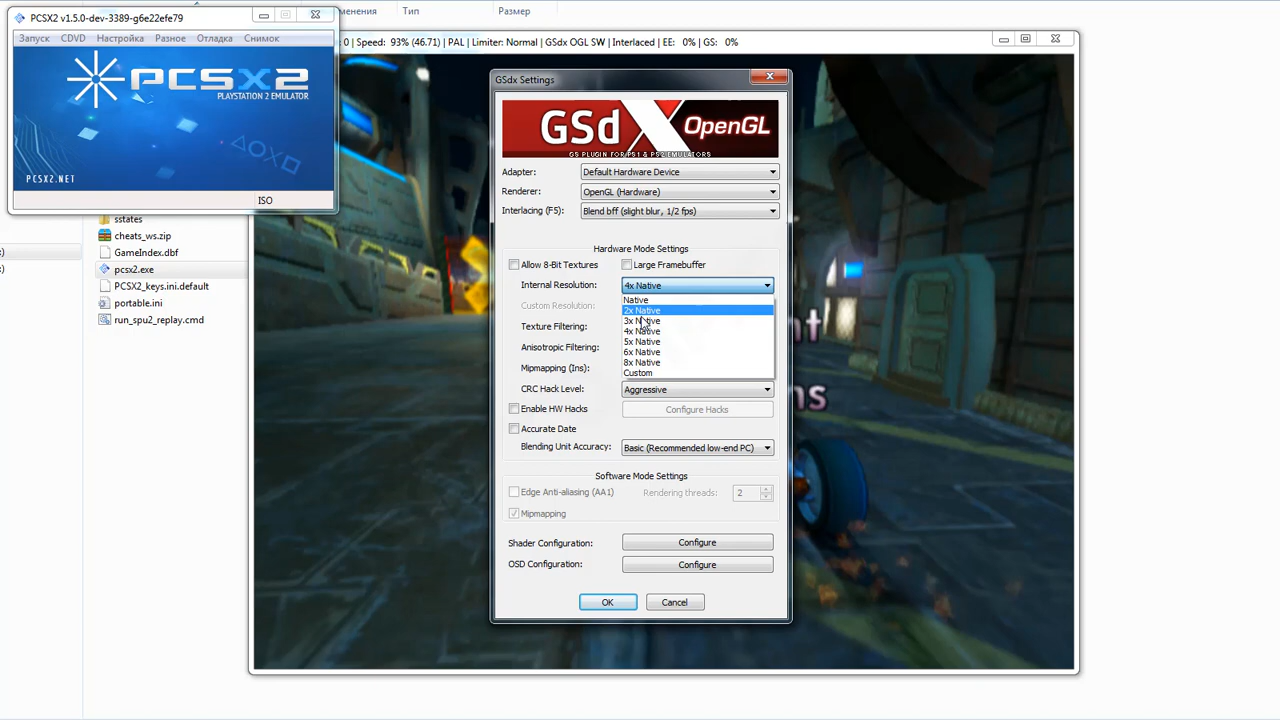 PCSX2 v1.5.0-dev-3389-g6e22efe79
Запуск CDVD Настройка Разное Отладка Снимок
PCSX2
PLAYSTATION 2 EMULATOR
PCSX2.NET
ISO
Тип
Размер
0 | Speed: 93% (46.71) | PAL | Limiter: Normal | GSdx OGL SW | Interlaced | EE: 0% | GS: 0%
sstates
cheats_ws.zip
GameIndex.dbf
pcsx2.exe
PCSX2_keys.ini.default
portable.ini
run_spu2_replay.cmd
GSdx Settings
GSdX OpenGL
GS PLUGIN FOR PS1 & PS2 EMULATORS
Adapter: Default Hardware Device
Renderer: OpenGL (Hardware)
Interlacing (F5): Blend bff (slight blur, 1/2 fps)
Hardware Mode Settings
Allow 8-Bit Textures Large Framebuffer
Internal Resolution: 4x Native
Native
2x Native
3x Native
4x Native
5x Native
6x Native
8x Native
Custom
Custom Resolution:
Texture Filtering:
Anisotropic Filtering:
Mipmapping (Ins):
CRC Hack Level: Aggressive
Enable HW Hacks Configure Hacks
Accurate Date
Blending Unit Accuracy: Basic (Recommended low-end PC)
Software Mode Settings
Edge Anti-aliasing (AA1) Rendering threads: 2
Mipmapping
Shader Configuration: Configure
OSD Configuration: Configure
OK Cancel